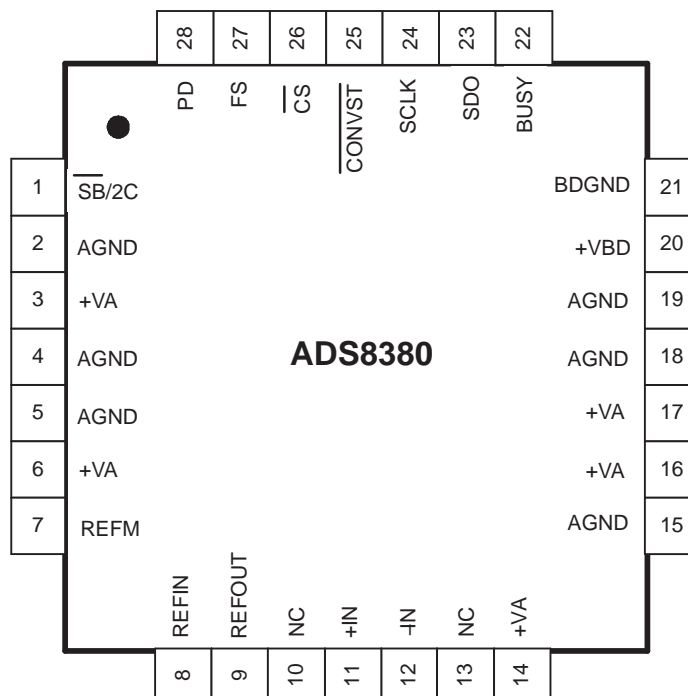 28 27 26 25 24 23 22
PD FS CS CONVST SCLK SDO BUSY
1 SB/2C BDGND 21
2 AGND +VBD 20
3 +VA AGND 19
4 AGND ADS8380 AGND 18
5 AGND +VA 17
6 +VA +VA 16
7 REFM AGND 15
REFIN REFOUT NC +IN -IN NC +VA
8 9 10 11 12 13 14